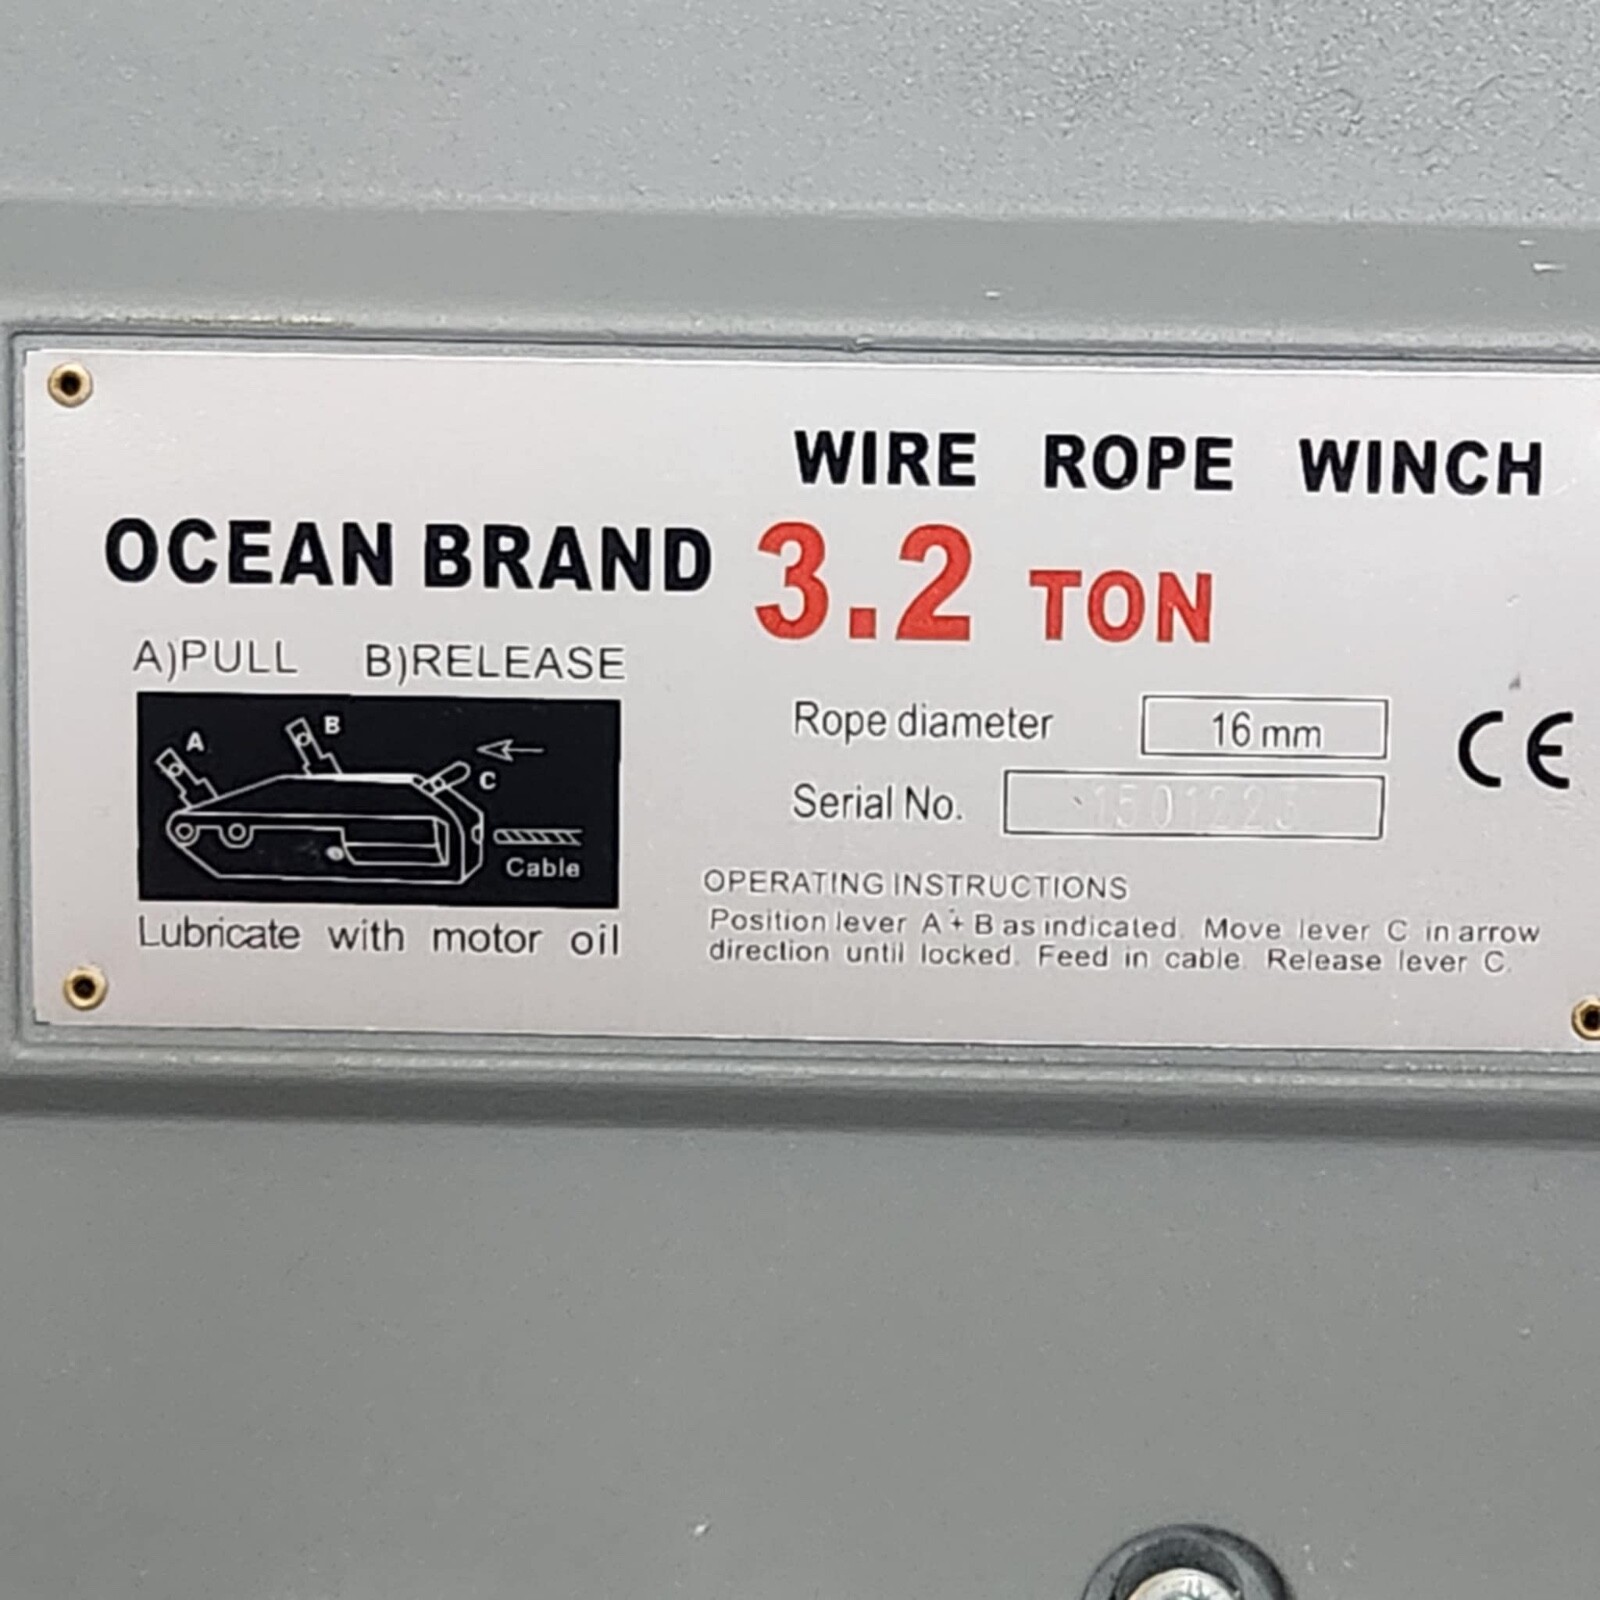 WIRE ROPE WINCH
OCEAN BRAND 3.2 TON
A)PULL B)RELEASE
A
B
C
Cable
Lubricate with motor oil
Rope diameter 16 mm
Serial No.
CE
OPERATING INSTRUCTIONS
Position lever A + B as indicated. Move lever C in arrow
direction until locked. Feed in cable. Release lever C.